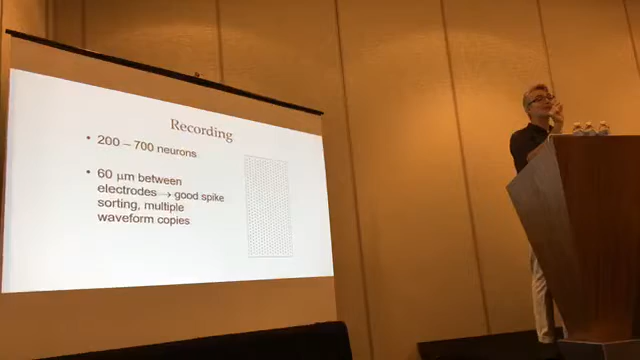 Recording
• 200 – 700 neurons
• 60 μm between
electrodes → good spike
sorting, multiple
waveform copies